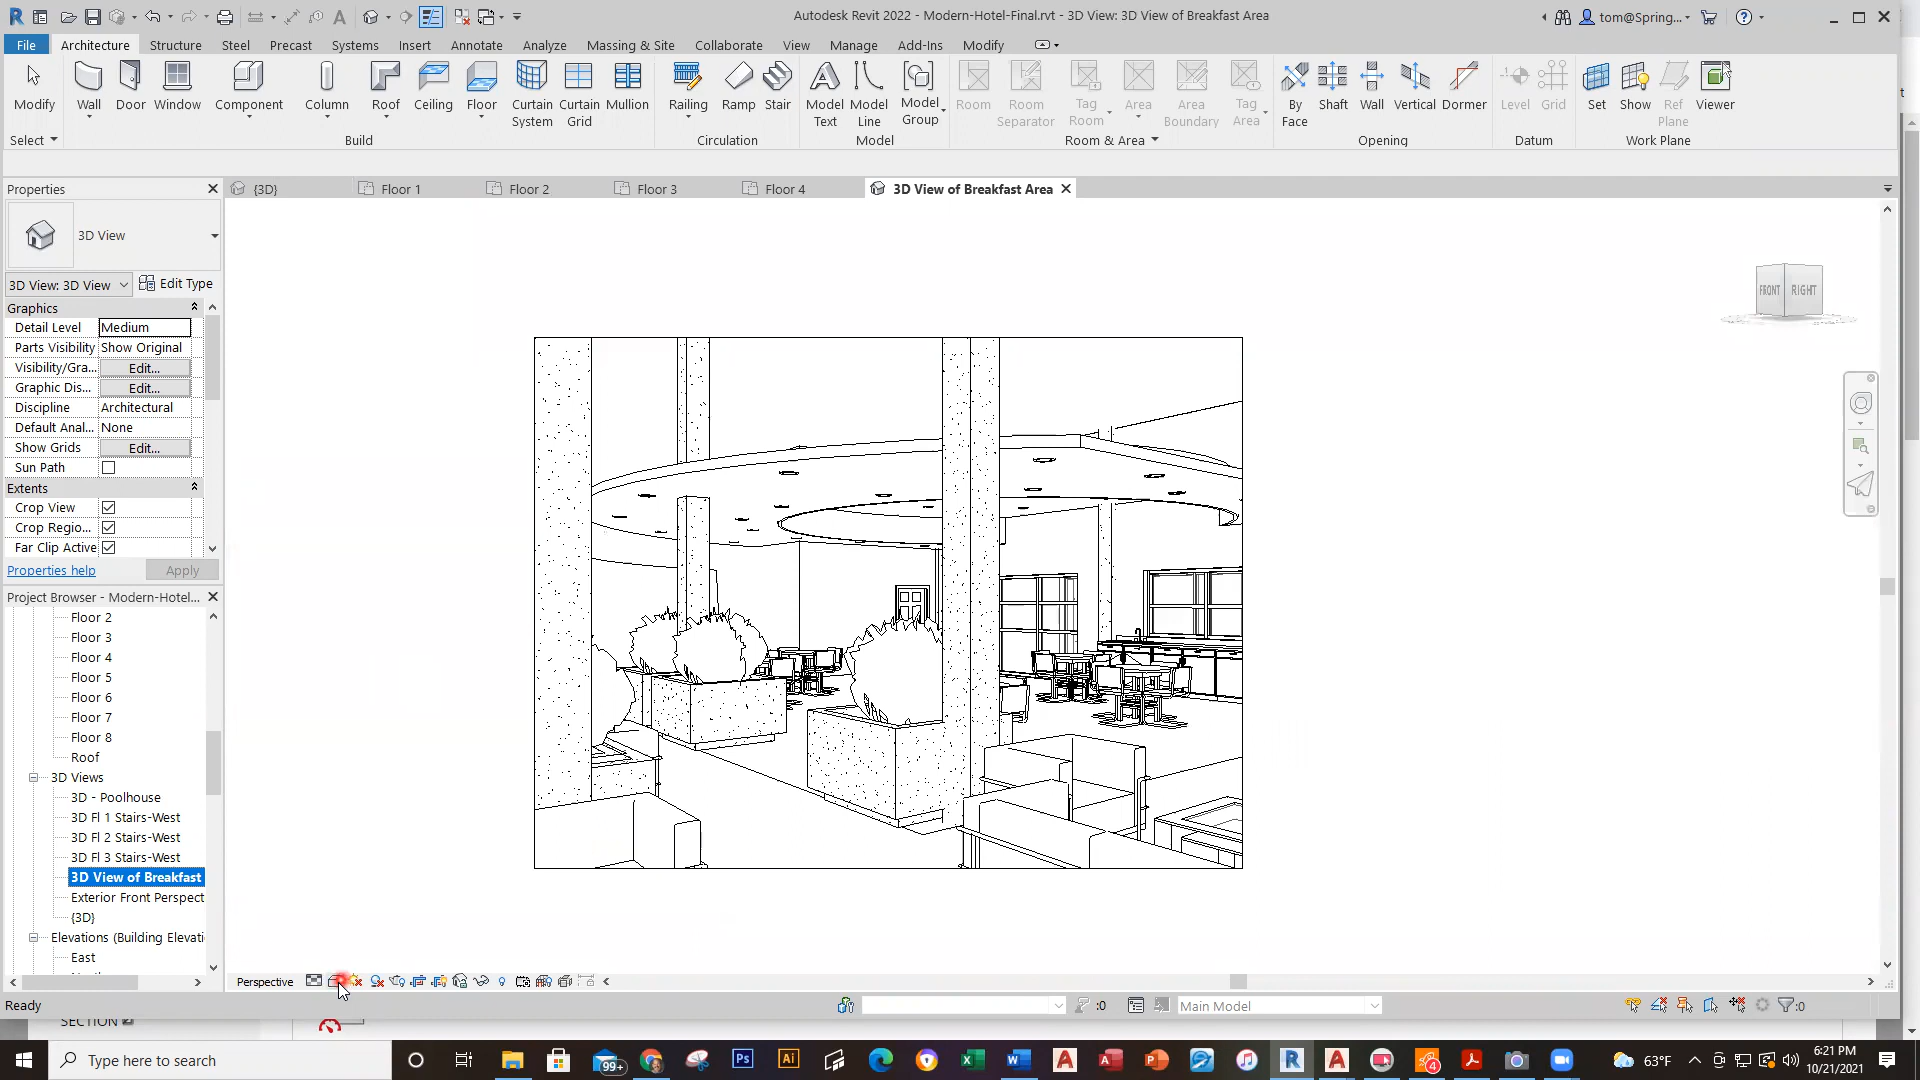 Autodesk Revit 2022 - Modern-Hotel-Final.rvt - 3D View: 3D View of Breakfast Area
tom@Spring...
File Architecture Structure Steel Precast Systems Insert Annotate Analyze Massing & Site Collaborate View Manage Add-Ins Modify
Modify Wall Door Window Component Column Roof Ceiling Floor Curtain System Curtain Grid Mullion Railing Ramp Stair Model Text Model Line Model Group Room Room Separator Tag Room Area Area Boundary Tag Area By Face Shaft Wall Vertical Dormer Level Grid Set Show Ref Plane Viewer
Select Build Circulation Model Room & Area Opening Datum Work Plane
Properties
{3D} Floor 1 Floor 2 Floor 3 Floor 4 3D View of Breakfast Area
3D View
3D View: 3D View Edit Type
Graphics
Detail Level Medium
Parts Visibility Show Original
Visibility/Gra... Edit...
Graphic Dis... Edit...
Discipline Architectural
Default Anal... None
Show Grids Edit...
Sun Path
Extents
Crop View
Crop Regio...
Far Clip Active
Properties help Apply
FRONT RIGHT
Project Browser - Modern-Hotel...
Floor 2
Floor 3
Floor 4
Floor 5
Floor 6
Floor 7
Floor 8
Roof
3D Views
3D - Poolhouse
3D Fl 1 Stairs-West
3D Fl 2 Stairs-West
3D Fl 3 Stairs-West
3D View of Breakfast
Exterior Front Perspect
{3D}
Elevations (Building Elevati
East
Perspective
Ready :0 Main Model :0
SECTION
Type here to search 99+ Ps Ai 4 63°F 6:21 PM
10/21/2021